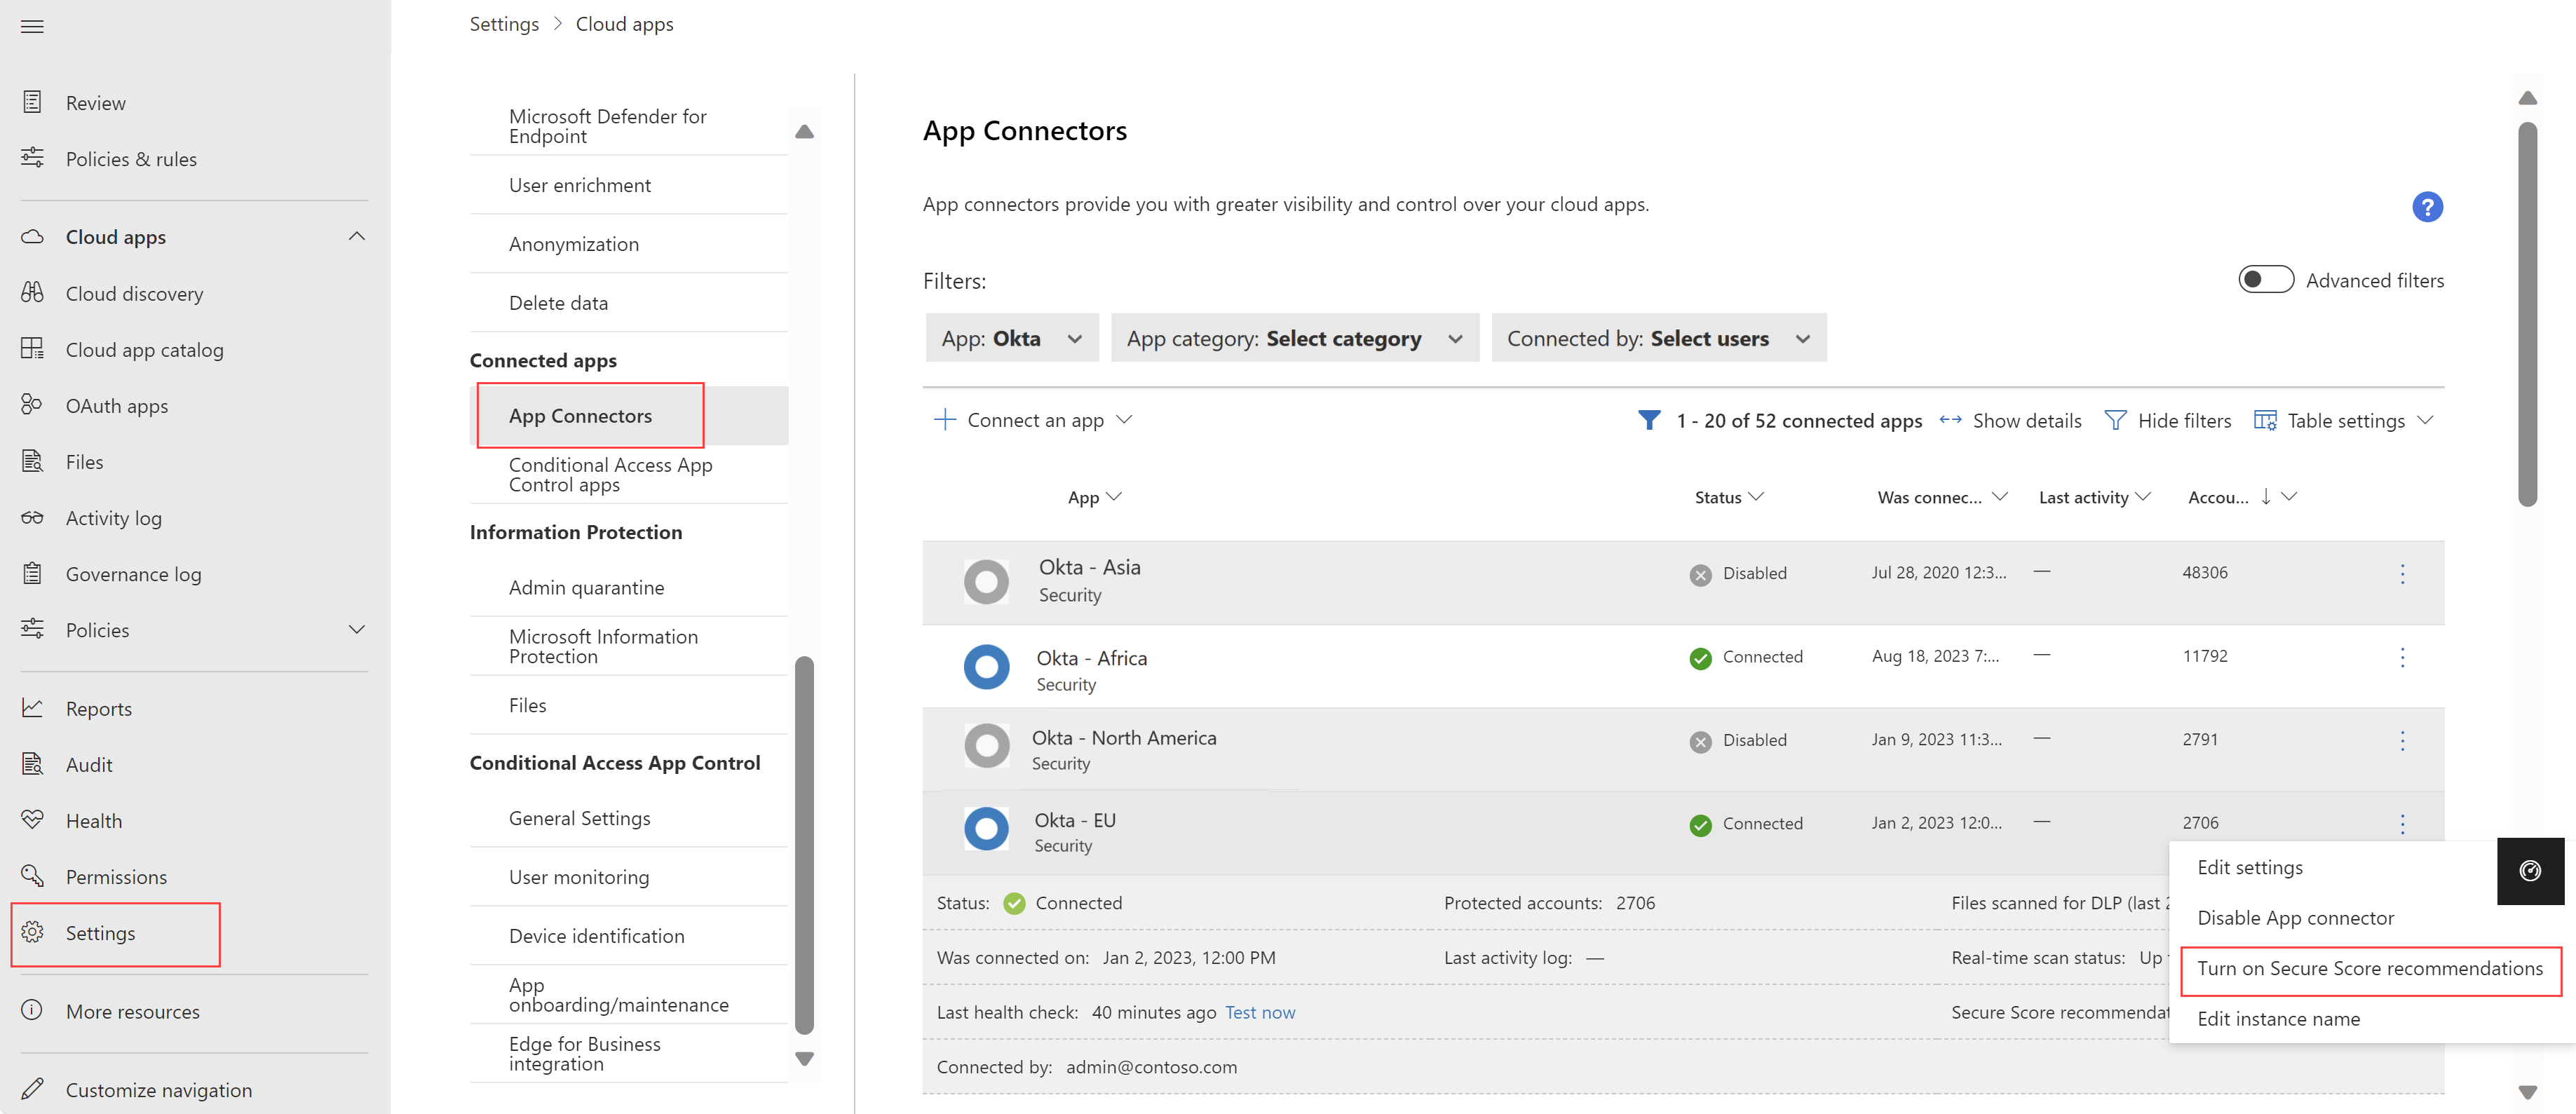 Settings > Cloud apps
Review
Policies & rules
Cloud apps
Cloud discovery
Cloud app catalog
OAuth apps
Files
Activity log
Governance log
Policies
Reports
Audit
Health
Permissions
Settings
More resources
Customize navigation
Microsoft Defender for
Endpoint
User enrichment
Anonymization
Delete data
Connected apps
App Connectors
Conditional Access App
Control apps
Information Protection
Admin quarantine
Microsoft Information
Protection
Files
Conditional Access App Control
General Settings
User monitoring
Device identification
App
onboarding/maintenance
Edge for Business
integration
App Connectors
App connectors provide you with greater visibility and control over your cloud apps.
?
Filters:
Advanced filters
App: Okta
App category: Select category
Connected by: Select users
Connect an app
1 - 20 of 52 connected apps
Show details
Hide filters
Table settings
App Status Was connec... Last activity Accou...
Okta - Asia
Security
Disabled Jul 28, 2020 12:3... — 48306
Okta - Africa
Security
Connected Aug 18, 2023 7:... — 11792
Okta - North America
Security
Disabled Jan 9, 2023 11:3... — 2791
Okta - EU
Security
Connected Jan 2, 2023 12:0... — 2706
Status: Connected
Protected accounts: 2706
Files scanned for DLP (last
Was connected on: Jan 2, 2023, 12:00 PM
Last activity log: —
Real-time scan status: Up
Last health check: 40 minutes ago Test now
Secure Score
Connected by: admin@contoso.com
Edit settings
Disable App connector
Turn on Secure Score recommendations
Edit instance name